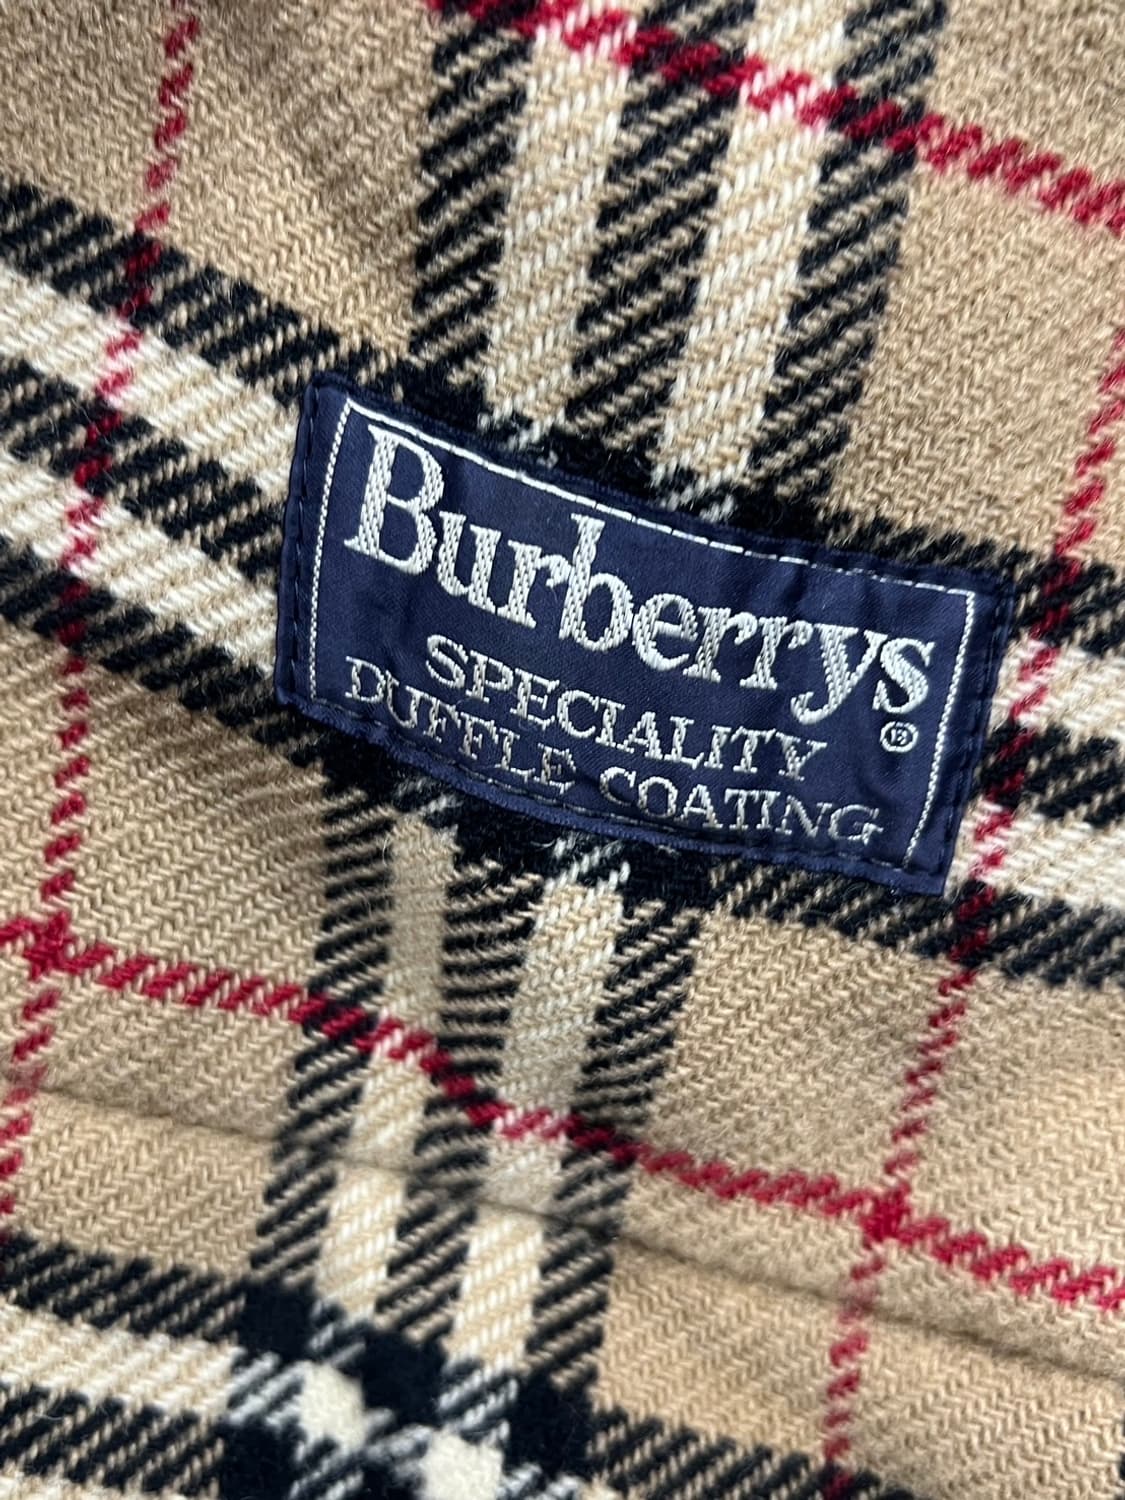 Burberrys®
SPECIALITY
DUFFLE COATING